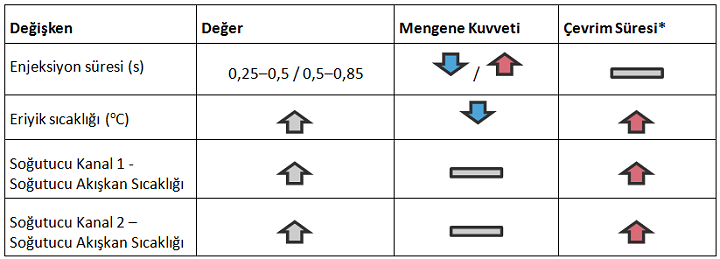 Değişken Değer Mengene Kuvveti Çevrim Süresi*
Enjeksiyon süresi (s) 0,25–0,5 / 0,5–0,85 /
Eriyik sıcaklığı (°C)
Soğutucu Kanal 1 -
Soğutucu Akışkan Sıcaklığı
Soğutucu Kanal 2 –
Soğutucu Akışkan Sıcaklığı